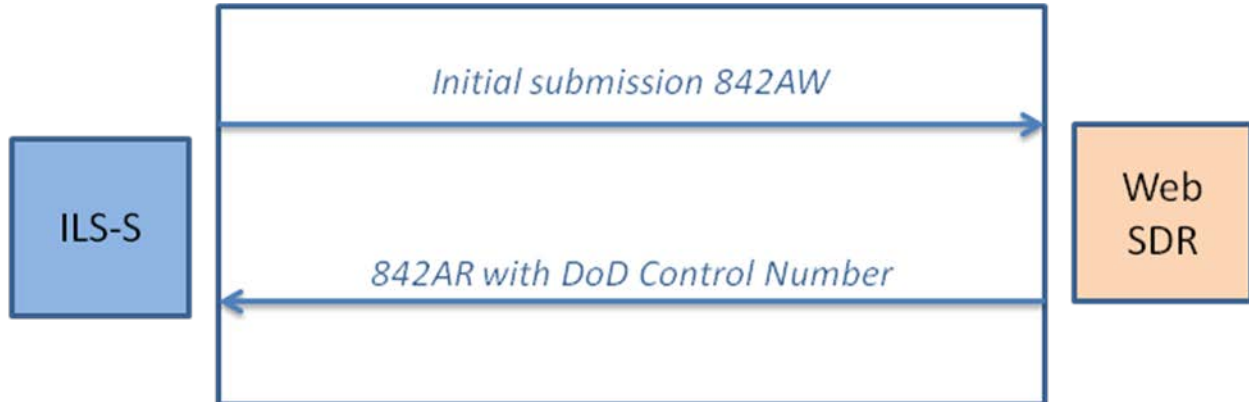 Initial submission 842AW
ILS-S
Web
SDR
842AR with DoD Control Number